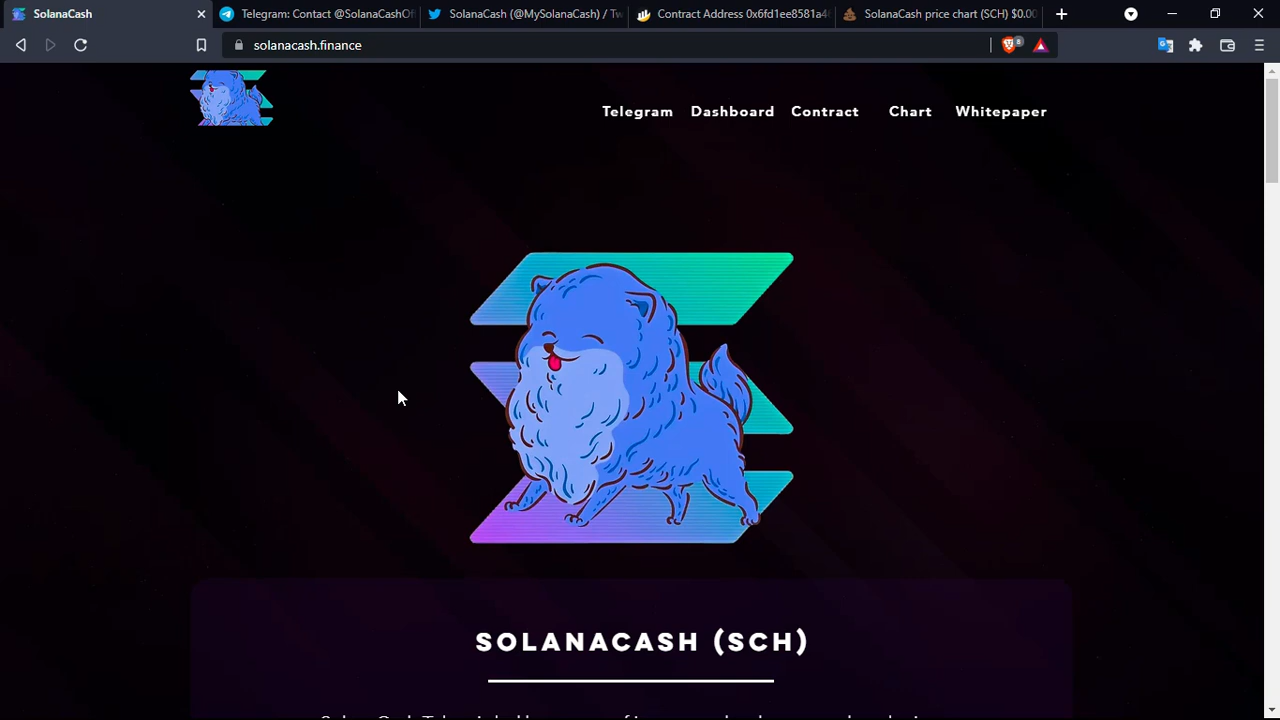 SolanaCash
Telegram: Contact @SolanaCashOf
SolanaCash (@MySolanaCash) / Tw
Contract Address 0x6fd1ee8581a4
SolanaCash price chart (SCH) $0.00
solanacash.finance
8
Telegram Dashboard Contract Chart Whitepaper
SOLANACASH (SCH)